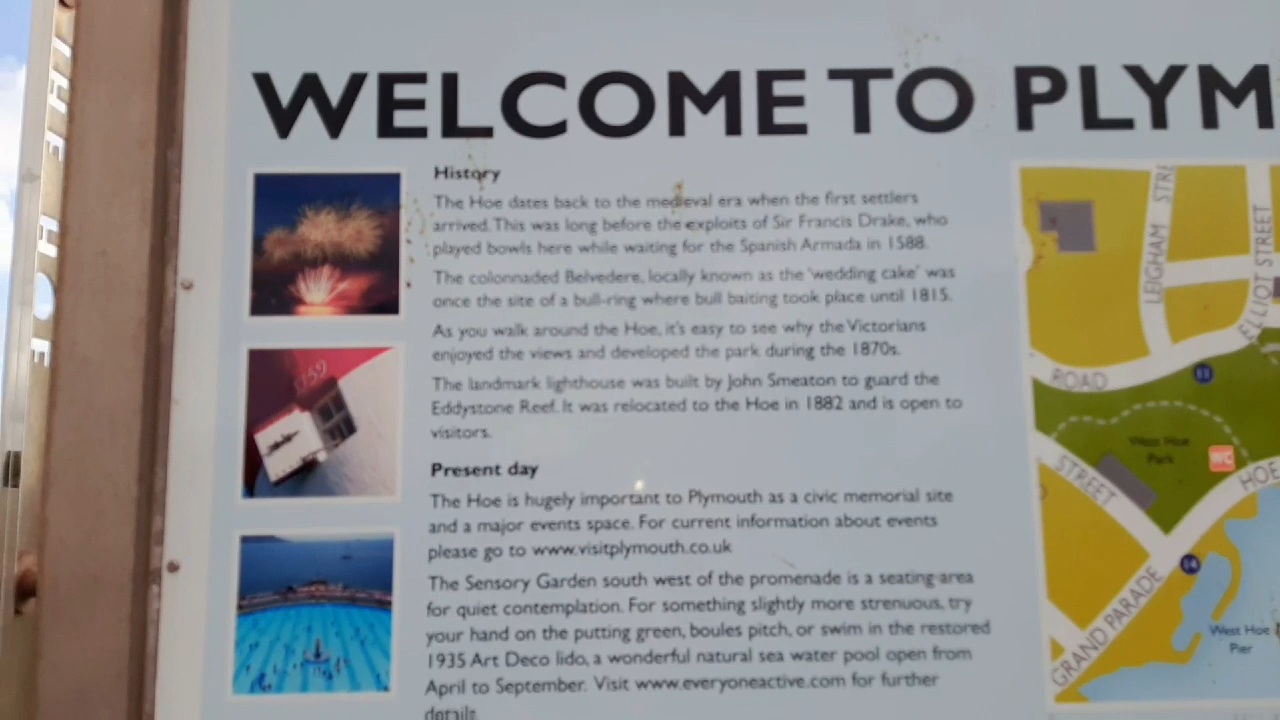 WELCOME TO PLYM
History
The Hoe dates back to the medieval era when the first settlers
arrived. This was long before the exploits of Sir Francis Drake, who
played bowls here while waiting for the Spanish Armada in 1588.
The colonnaded Belvedere, locally known as the 'wedding cake' was
once the site of a bull-ring where bull baiting took place until 1815.
As you walk around the Hoe, it's easy to see why the Victorians
enjoyed the views and developed the park during the 1870s.
The landmark lighthouse was built by John Smeaton to guard the
Eddystone Reef. It was relocated to the Hoe in 1882 and is open to
visitors.
Present day
The Hoe is hugely important to Plymouth as a civic memorial site
and a major events space. For current information about events
please go to www.visitplymouth.co.uk
The Sensory Garden south west of the promenade is a seating area
for quiet contemplation. For something slightly more strenuous, try
your hand on the putting green, boules pitch, or swim in the restored
1935 Art Deco lido, a wonderful natural sea water pool open from
April to September. Visit www.everyoneactive.com for further
details.
LEIGHAM STRE
ELLIOT STREET
ROAD
11
West Hoe
Park
WC
STREET
HOE
14
GRAND PARADE
West Hoe
Pier
1759